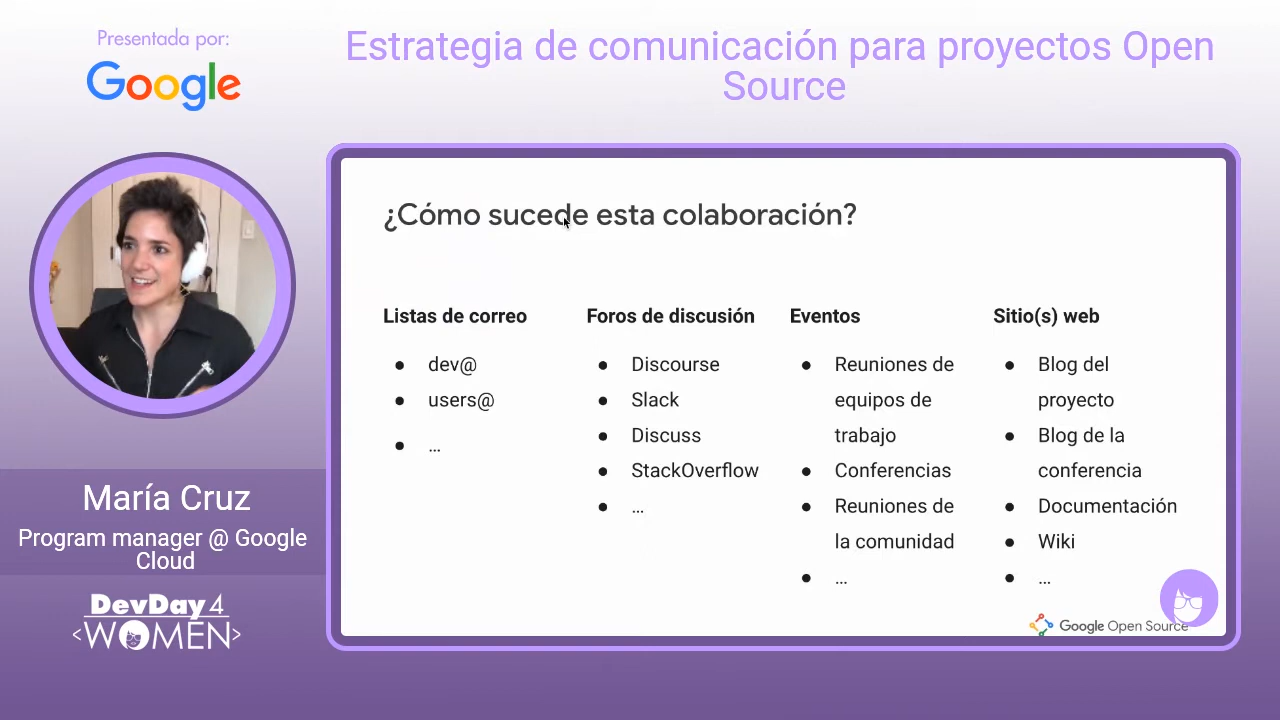 Presentada por:
Google
Estrategia de comunicación para proyectos Open
Source
¿Cómo sucede esta colaboración?
Listas de correo
● dev@
● users@
● …
Foros de discusión
● Discourse
● Slack
● Discuss
● StackOverflow
● …
Eventos
● Reuniones de
equipos de
trabajo
● Conferencias
● Reuniones de
la comunidad
● …
Sitio(s) web
● Blog del
proyecto
● Blog de la
conferencia
● Documentación
● Wiki
● …
Google Open Source
María Cruz
Program manager @ Google
Cloud
DevDay 4
<WOMEN>